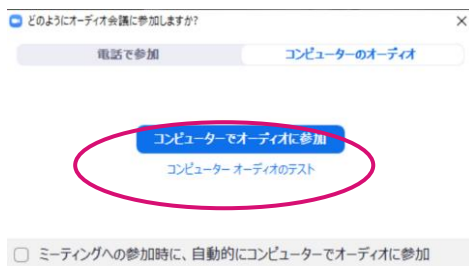 どのようにオーディオ会議に参加しますか?
電話で参加
コンピューターのオーディオ
コンピューターでオーディオに参加
コンピューター オーディオのテスト
ミーティングへの参加時に、自動的にコンピューターでオーディオに参加